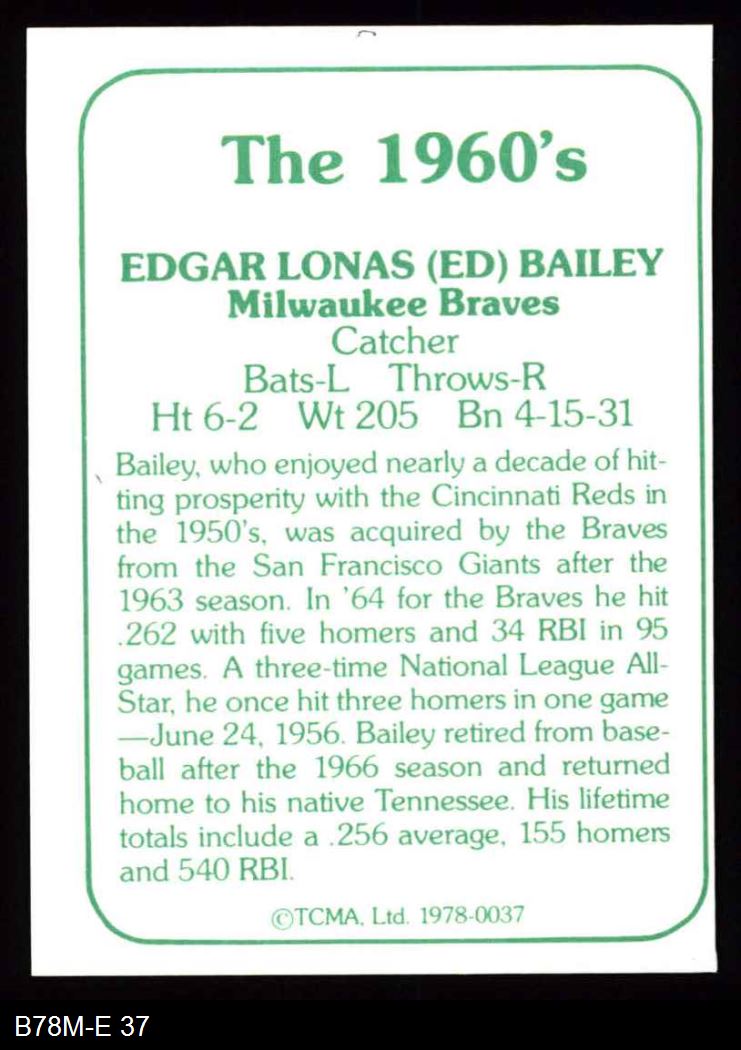 The 1960's
EDGAR LONAS (ED) BAILEY
Milwaukee Braves
Catcher
Bats-L Throws-R
Ht 6-2 Wt 205 Bn 4-15-31
Bailey, who enjoyed nearly a decade of hit-
ting prosperity with the Cincinnati Reds in
the 1950's, was acquired by the Braves
from the San Francisco Giants after the
1963 season. In '64 for the Braves he hit
.262 with five homers and 34 RBI in 95
games. A three-time National League All-
Star, he once hit three homers in one game
—June 24, 1956. Bailey retired from base-
ball after the 1966 season and returned
home to his native Tennessee. His lifetime
totals include a .256 average, 155 homers
and 540 RBI.
©TCMA, Ltd. 1978-0037
B78M-E 37